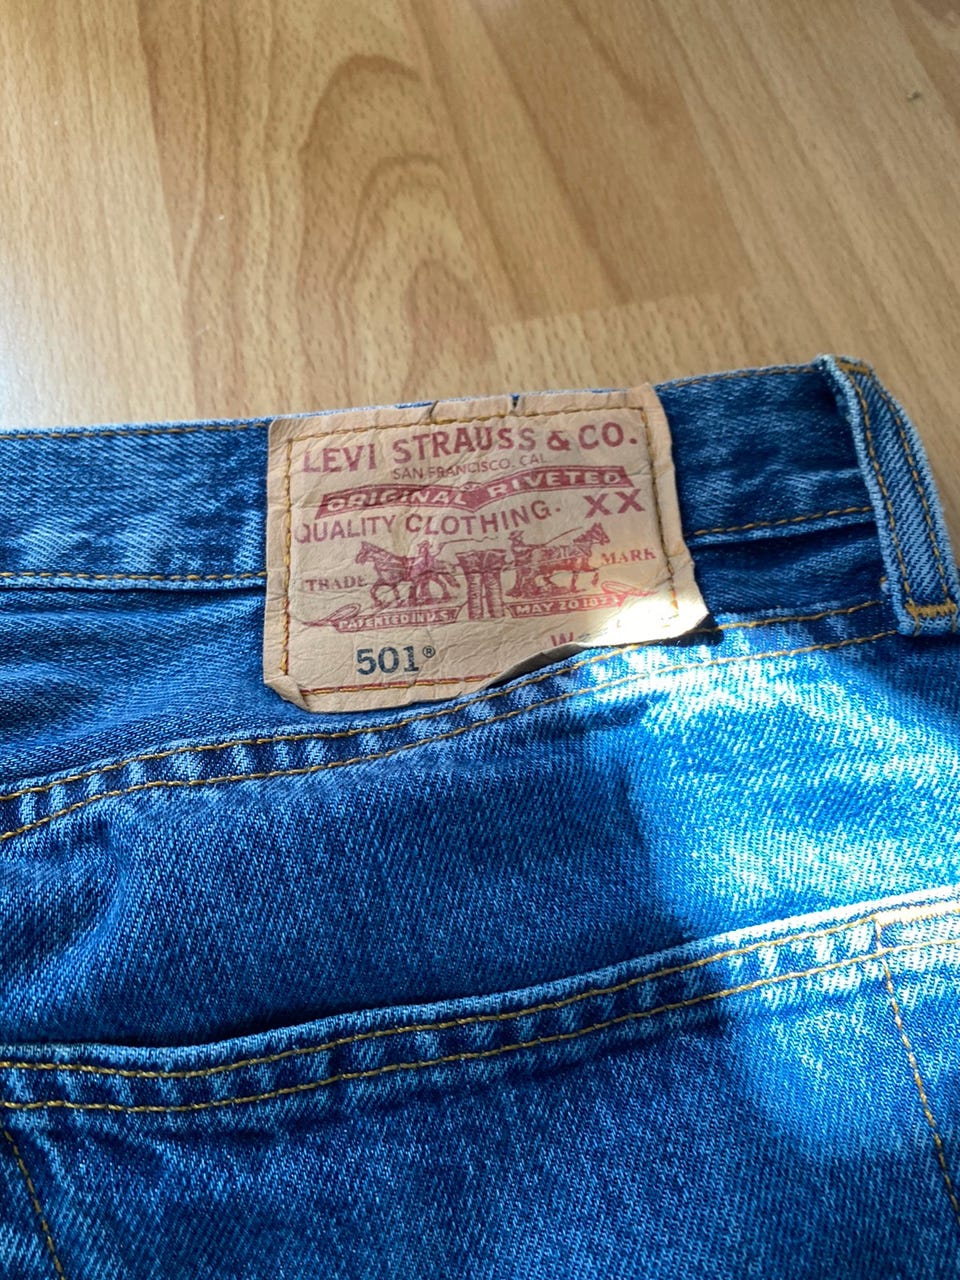 LEVI STRAUSS & CO.
SAN FRANCISCO, CAL.
ORIGINAL RIVETED
QUALITY CLOTHING. XX
TRADE MARK
PATENTED IN U.S. MAY 20 1873
501® W